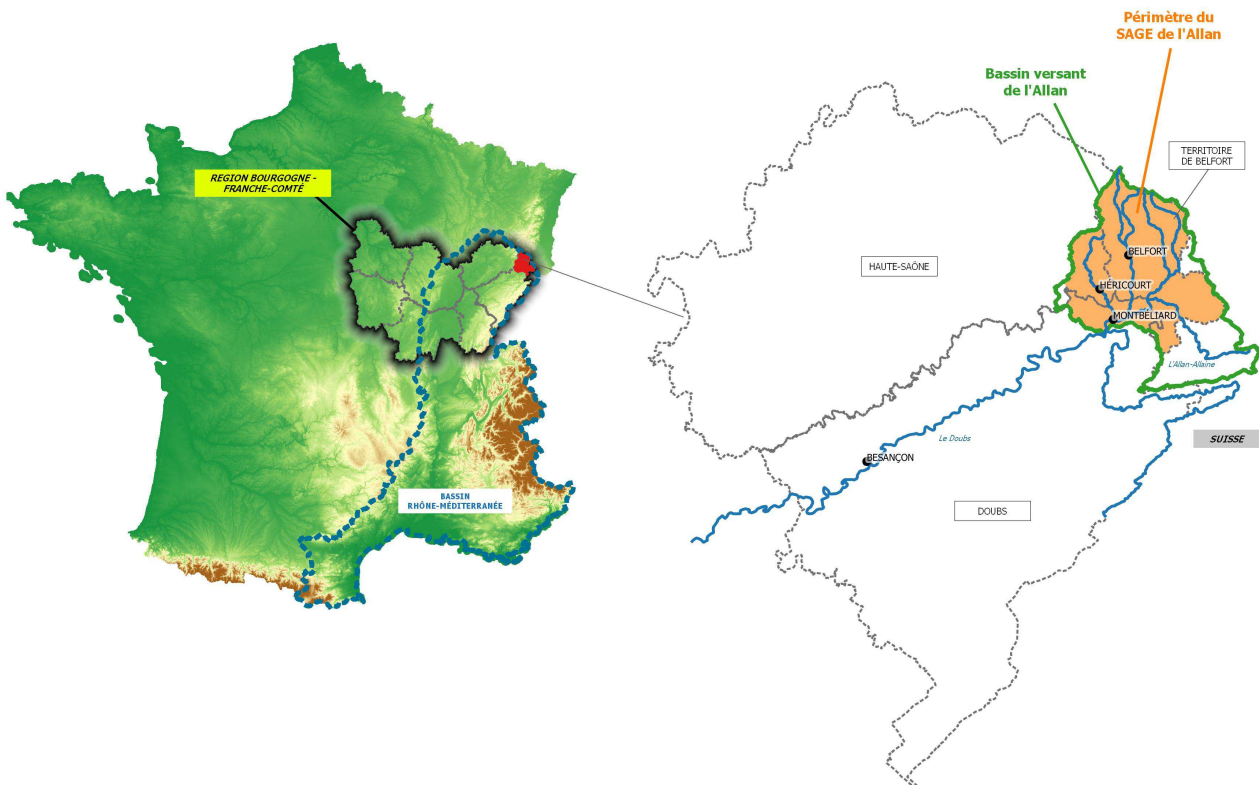 REGION BOURGOGNE -
FRANCHE-COMTÉ
BASSIN
RHÔNE-MÉDITERRANÉE
Périmètre du
SAGE de l'Allan
Bassin versant
de l'Allan
TERRITOIRE
DE BELFORT
BELFORT
HAUTE-SAÔNE
HÉRICOURT
MONTBÉLIARD
L'Allan-Allaine
Le Doubs
SUISSE
BESANÇON
DOUBS